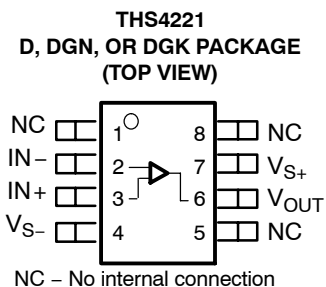 THS4221
D, DGN, OR DGK PACKAGE
(TOP VIEW)
NC 1 8 NC
IN− 2 7 VS+
IN+ 3 6 VOUT
VS− 4 5 NC
NC − No internal connection